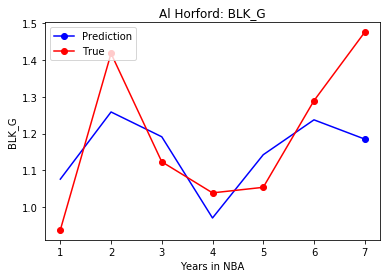 Al Horford: BLK_G
Prediction
True
1.5
1.4
1.3
1.2
1.1
1.0
BLK_G
1 2 3 4 5 6 7
Years in NBA